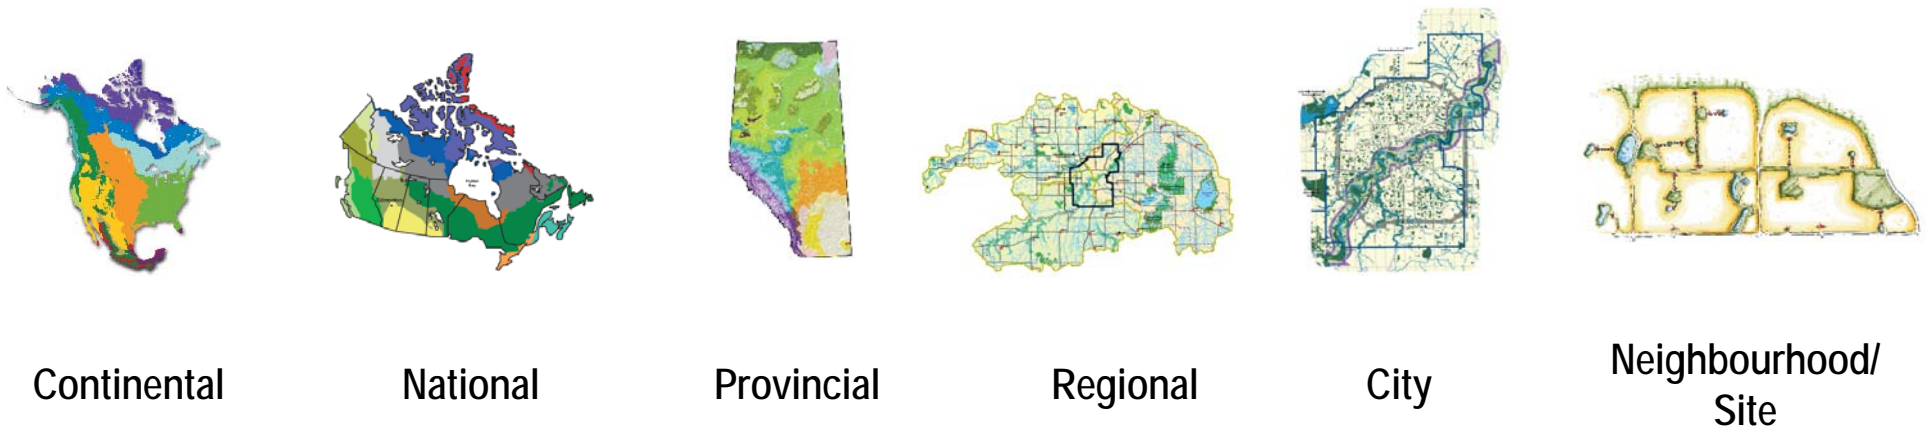 Continental
National
Provincial
Regional
City
Neighbourhood/
Site